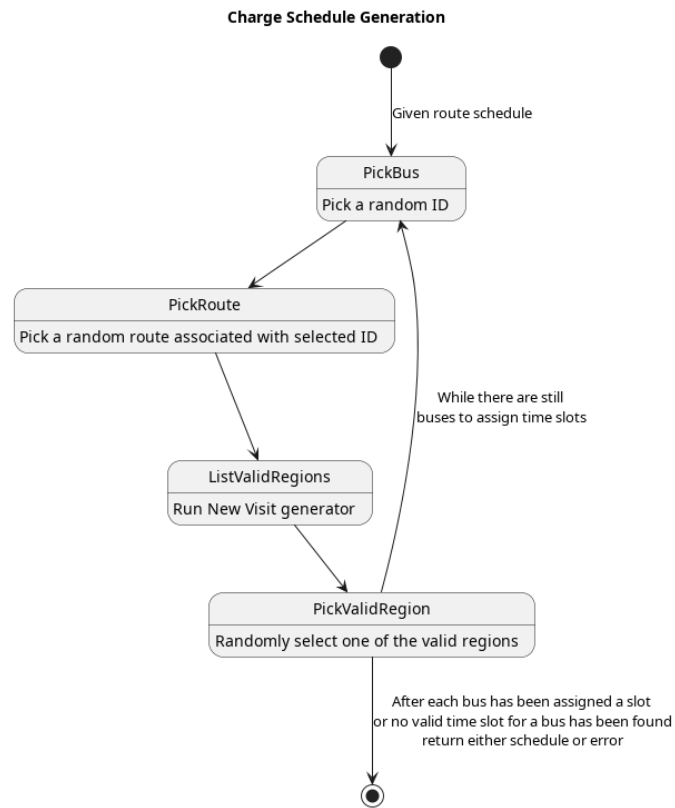 Charge Schedule Generation
Given route schedule
PickBus
Pick a random ID
PickRoute
Pick a random route associated with selected ID
While there are still
buses to assign time slots
ListValidRegions
Run New Visit generator
PickValidRegion
Randomly select one of the valid regions
After each bus has been assigned a slot
or no valid time slot for a bus has been found
return either schedule or error